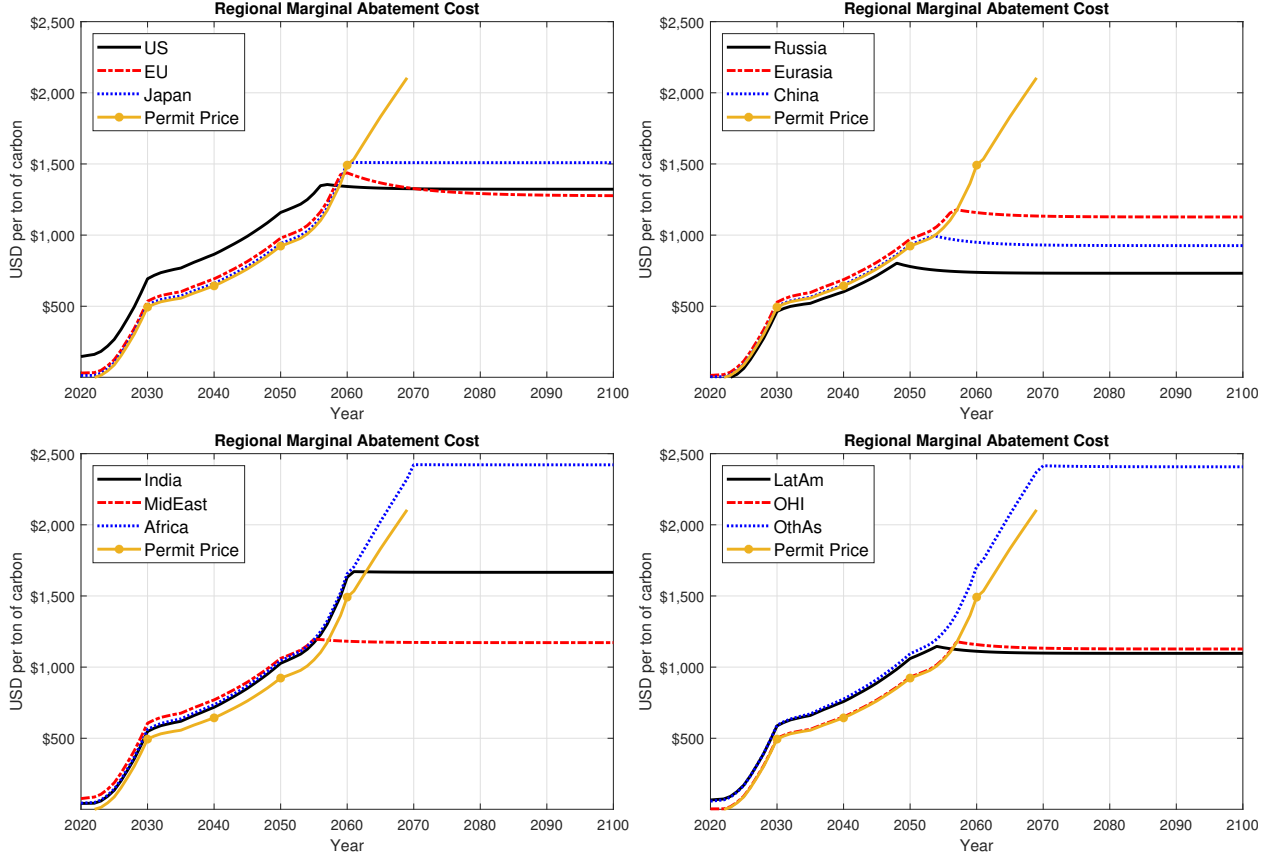 Regional Marginal Abatement Cost
$2,500
$2,000
$1,500
$1,000
$500
USD per ton of carbon
US
EU
Japan
Permit Price
2020 2030 2040 2050 2060 2070 2080 2090 2100
Year
Regional Marginal Abatement Cost
$2,500
$2,000
$1,500
$1,000
$500
USD per ton of carbon
Russia
Eurasia
China
Permit Price
2020 2030 2040 2050 2060 2070 2080 2090 2100
Year
Regional Marginal Abatement Cost
$2,500
$2,000
$1,500
$1,000
$500
USD per ton of carbon
India
MidEast
Africa
Permit Price
2020 2030 2040 2050 2060 2070 2080 2090 2100
Year
Regional Marginal Abatement Cost
$2,500
$2,000
$1,500
$1,000
$500
USD per ton of carbon
LatAm
OHI
OthAs
Permit Price
2020 2030 2040 2050 2060 2070 2080 2090 2100
Year